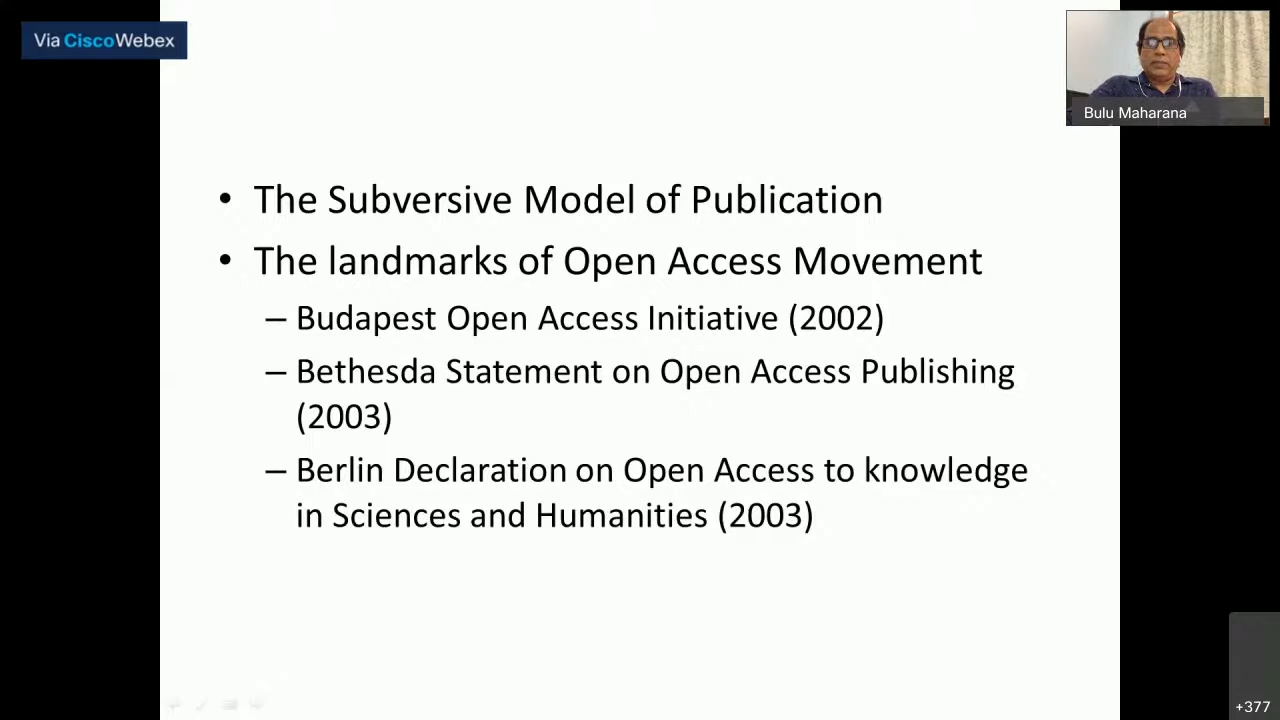 Via CiscoWebex
Bulu Maharana
• The Subversive Model of Publication
• The landmarks of Open Access Movement
– Budapest Open Access Initiative (2002)
– Bethesda Statement on Open Access Publishing
(2003)
– Berlin Declaration on Open Access to knowledge
in Sciences and Humanities (2003)
+377